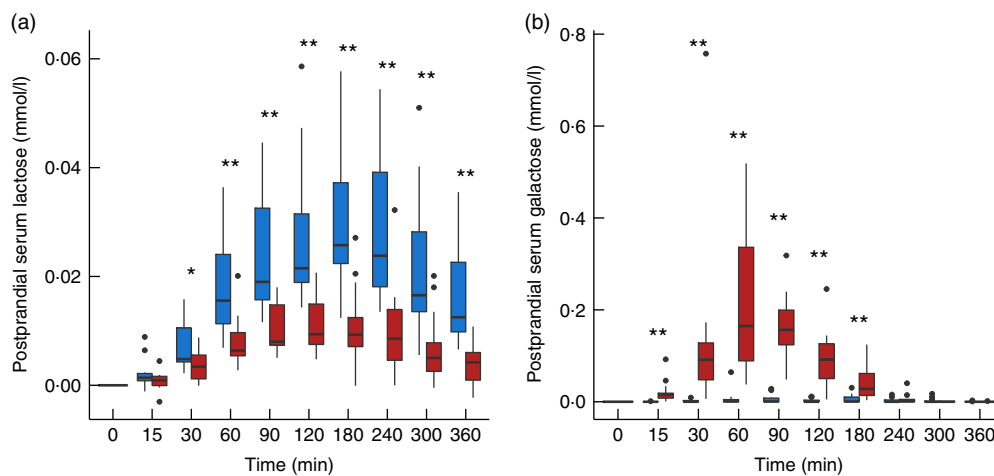 (a)
Postprandial serum lactose (mmol/l)
0·06
0·04
0·02
0·00
* ** ** ** ** ** ** **
0 15 30 60 90 120 180 240 300 360
Time (min)
(b)
Postprandial serum galactose (mmol/l)
0·8
0·6
0·4
0·2
0·0
** ** ** ** ** **
0 15 30 60 90 120 180 240 300 360
Time (min)